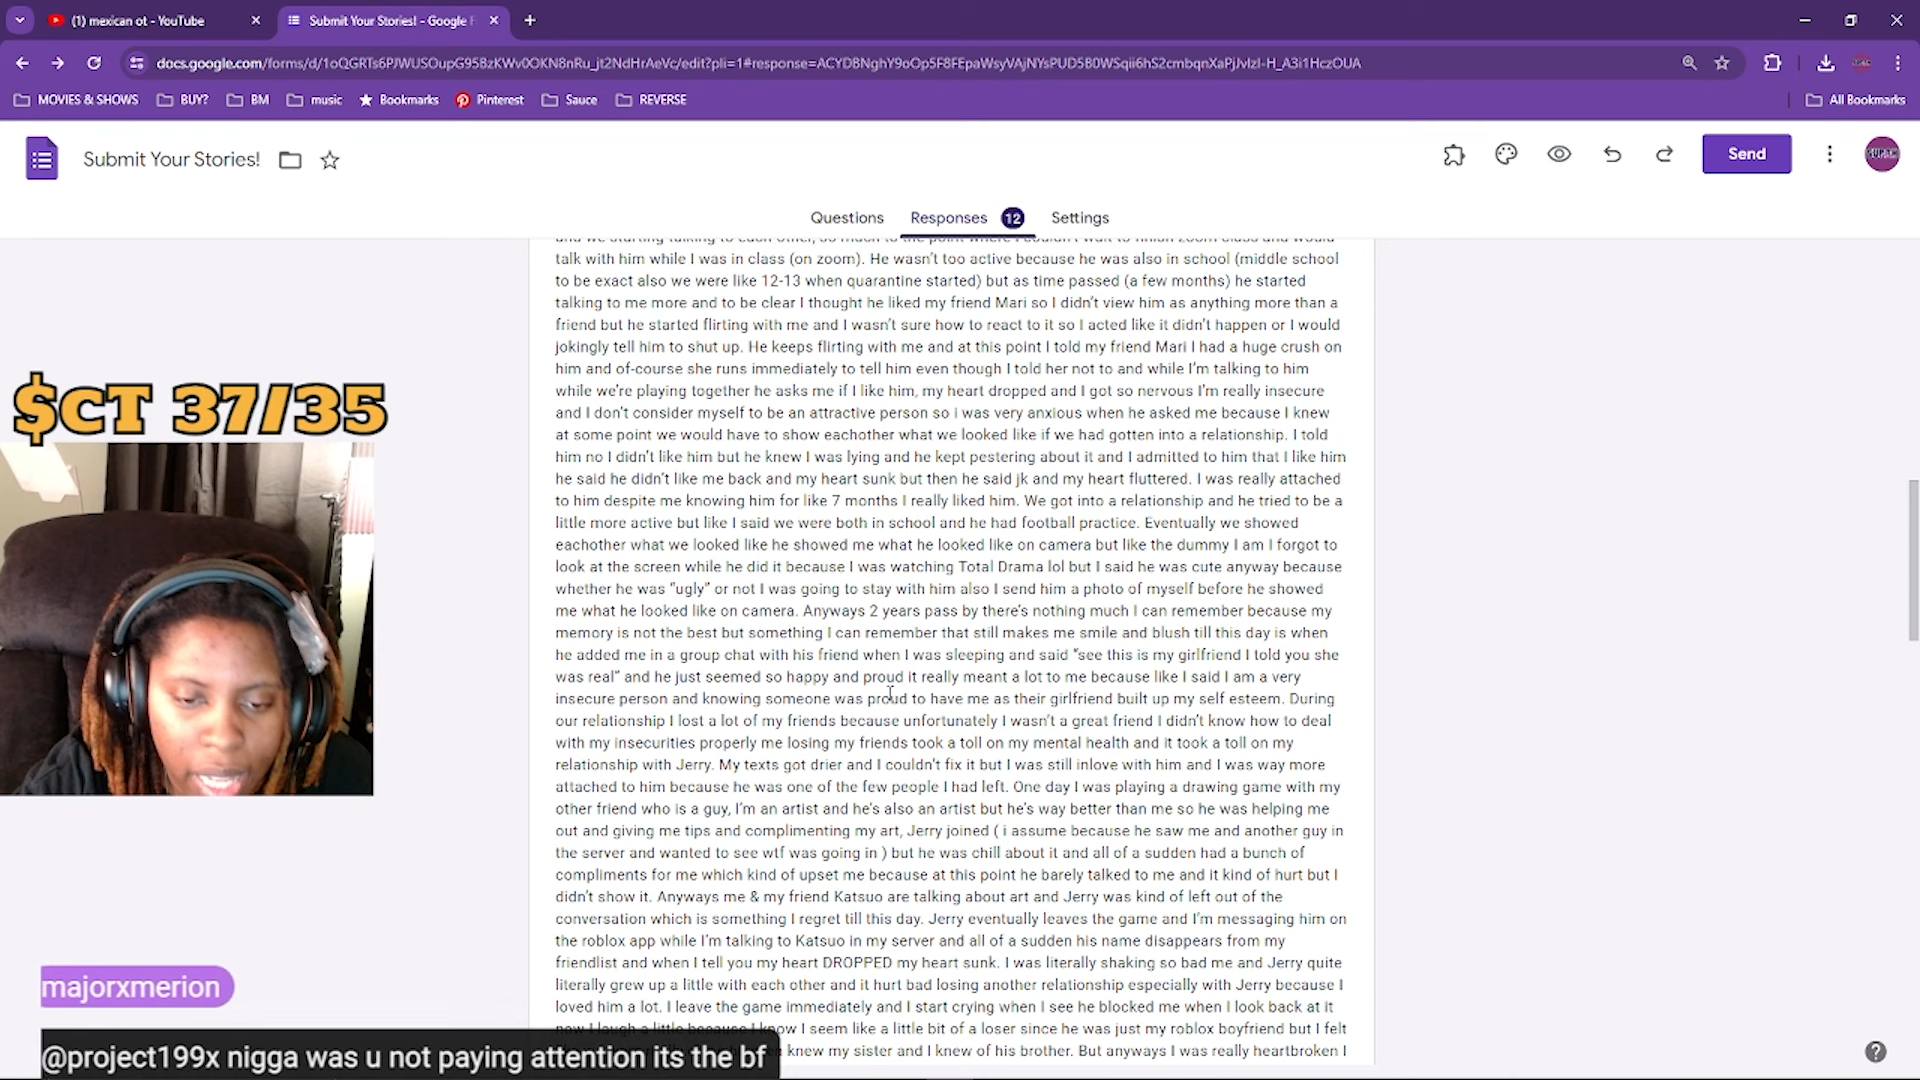 (1) mexican ot - YouTube
Submit Your Stories! - Google F
docs.google.com/forms/d/1oQGRTs6PJWUSOupG958zKWv0OKN8nRu_jt2NdHrAeVc/edit?pli=1#response=ACYDBNghY9oOp5F8FEpaWsyVAjNYsPUD5B0WSqii6hS2cmbqnXaPjJvIzI-H_A3i1HczOUA
MOVIES & SHOWS BUY? BM music Bookmarks Pinterest Sauce REVERSE All Bookmarks
Submit Your Stories!
Send
Questions Responses 12 Settings
and we starting talking to each other, so much to the point where I couldn't wait to finish zoom class and would
talk with him while I was in class (on zoom). He wasn't too active because he was also in school (middle school
to be exact also we were like 12-13 when quarantine started) but as time passed (a few months) he started
talking to me more and to be clear I thought he liked my friend Mari so I didn't view him as anything more than a
friend but he started flirting with me and I wasn't sure how to react to it so I acted like it didn't happen or I would
jokingly tell him to shut up. He keeps flirting with me and at this point I told my friend Mari I had a huge crush on
him and of-course she runs immediately to tell him even though I told her not to and while I'm talking to him
while we're playing together he asks me if I like him, my heart dropped and I got so nervous I'm really insecure
and I don't consider myself to be an attractive person so i was very anxious when he asked me because I knew
at some point we would have to show eachother what we looked like if we had gotten into a relationship. I told
him no I didn't like him but he knew I was lying and he kept pestering about it and I admitted to him that I like him
he said he didn't like me back and my heart sunk but then he said jk and my heart fluttered. I was really attached
to him despite me knowing him for like 7 months I really liked him. We got into a relationship and he tried to be a
little more active but like I said we were both in school and he had football practice. Eventually we showed
eachother what we looked like he showed me what he looked like on camera but like the dummy I am I forgot to
look at the screen while he did it because I was watching Total Drama lol but I said he was cute anyway because
whether he was "ugly" or not I was going to stay with him also I send him a photo of myself before he showed
me what he looked like on camera. Anyways 2 years pass by there's nothing much I can remember because my
memory is not the best but something I can remember that still makes me smile and blush till this day is when
he added me in a group chat with his friend when I was sleeping and said "see this is my girlfriend I told you she
was real" and he just seemed so happy and proud it really meant a lot to me because like I said I am a very
insecure person and knowing someone was proud to have me as their girlfriend built up my self esteem. During
our relationship I lost a lot of my friends because unfortunately I wasn't a great friend I didn't know how to deal
with my insecurities properly me losing my friends took a toll on my mental health and it took a toll on my
relationship with Jerry. My texts got drier and I couldn't fix it but I was still inlove with him and I was way more
attached to him because he was one of the few people I had left. One day I was playing a drawing game with my
other friend who is a guy, I'm an artist and he's also an artist but he's way better than me so he was helping me
out and giving me tips and complimenting my art, Jerry joined ( i assume because he saw me and another guy in
the server and wanted to see wtf was going in ) but he was chill about it and all of a sudden had a bunch of
compliments for me which kind of upset me because at this point he barely talked to me and it kind of hurt but I
didn't show it. Anyways me & my friend Katsuo are talking about art and Jerry was kind of left out of the
conversation which is something I regret till this day. Jerry eventually leaves the game and I'm messaging him on
the roblox app while I'm talking to Katsuo in my server and all of a sudden his name disappears from my
friendlist and when I tell you my heart DROPPED my heart sunk. I was literally shaking so bad me and Jerry quite
literally grew up a little with each other and it hurt bad losing another relationship especially with Jerry because I
loved him a lot. I leave the game immediately and I start crying when I see he blocked me when I look back at it
now I laugh a little because I know I seem like a little bit of a loser since he was just my roblox boyfriend but I felt
knew my sister and I knew of his brother. But anyways I was really heartbroken I
$CT 37/35
majorxmerion
@project199x nigga was u not paying attention its the bf